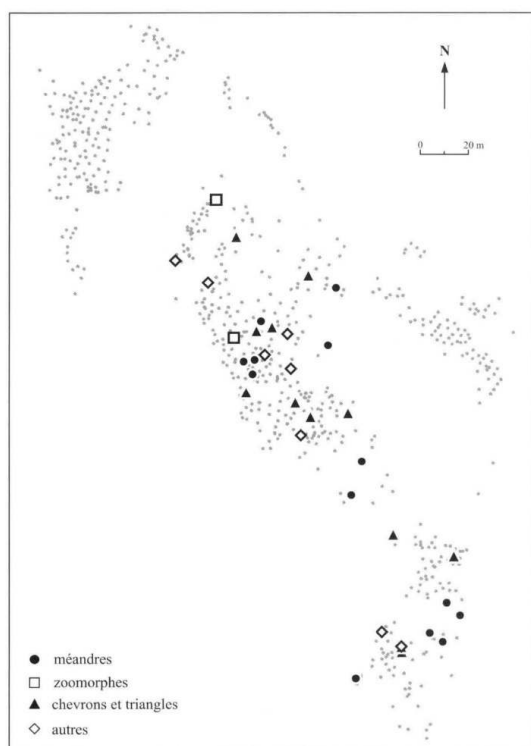 N
0 20 m
méandres
zoomorphes
chevrons et triangles
autres